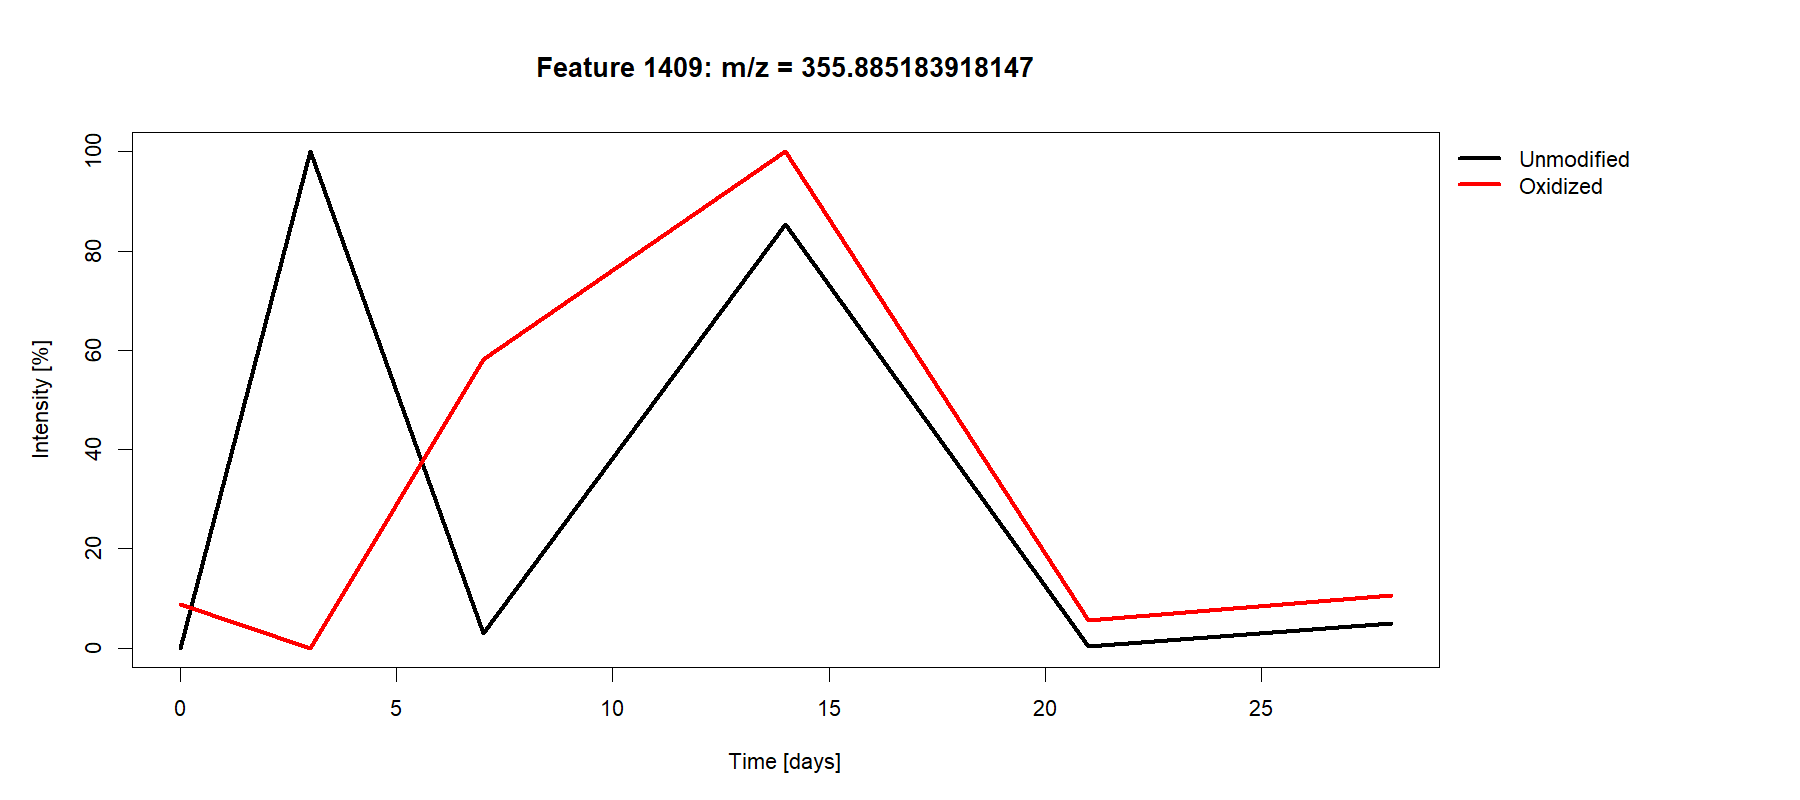 Feature 1409: m/z = 355.885183918147
Unmodified
Oxidized
Intensity [%]
100
80
60
40
20
0
0 5 10 15 20 25
Time [days]